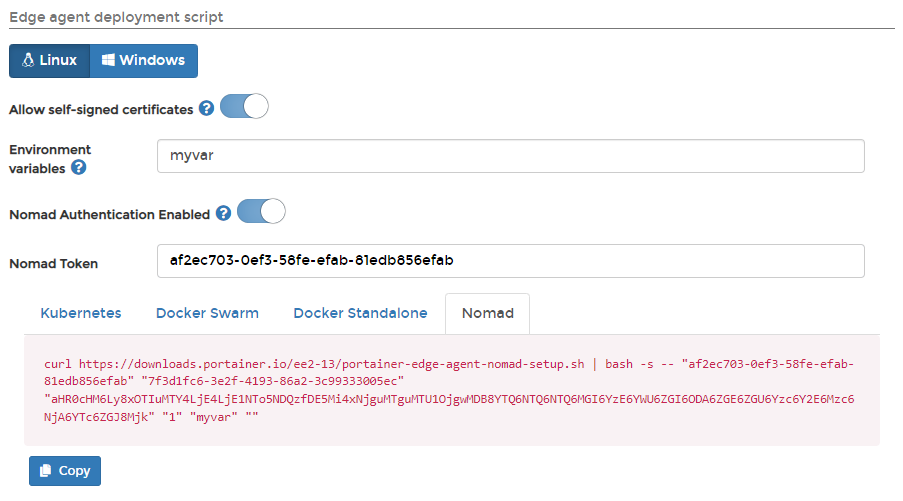 Edge agent deployment script
Linux
Windows
Allow self-signed certificates ?
Environment
variables ?
myvar
Nomad Authentication Enabled ?
Nomad Token
af2ec703-0ef3-58fe-efab-81edb856efab
Kubernetes
Docker Swarm
Docker Standalone
Nomad
curl https://downloads.portainer.io/ee2-13/portainer-edge-agent-nomad-setup.sh | bash -s -- "af2ec703-0ef3-58fe-efab-
81edb856efab" "7f3d1fc6-3e2f-4193-86a2-3c99333005ec"
"aHR0cHM6Ly8xOTIuMTY4LjE4LjE1NTo5NDQzfDE5Mi4xNjguMTguMTU1OjgwMDB8YTQ6NTQ6NTQ6MGI6YzE6YWU6ZGI6ODA6ZGE6ZGU6Yzc6Y2E6Mzc6
NjA6YTc6ZGJ8Mjk" "1" "myvar" ""
Copy